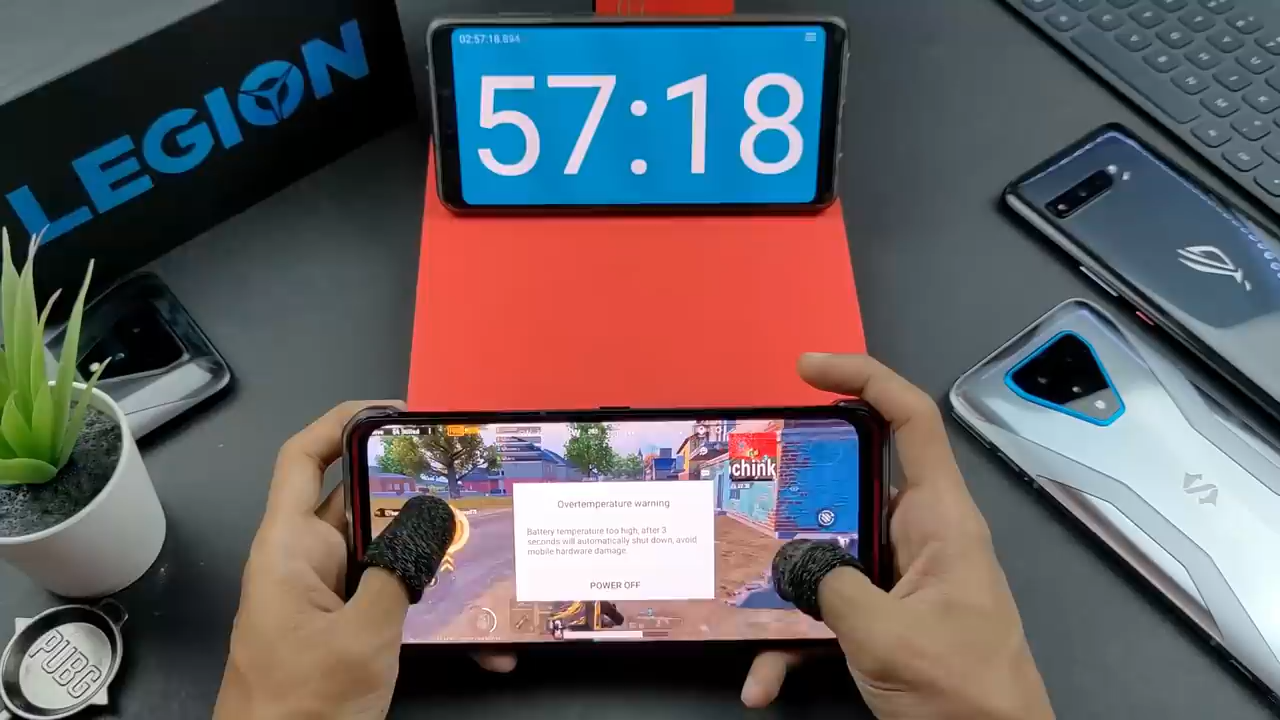 LEGION
02:57:18.894
57:18
chink
Overtemperature warning
Battery temperature too high, after 3
seconds will automatically shut down, avoid
mobile hardware damage.
POWER OFF
PUBG